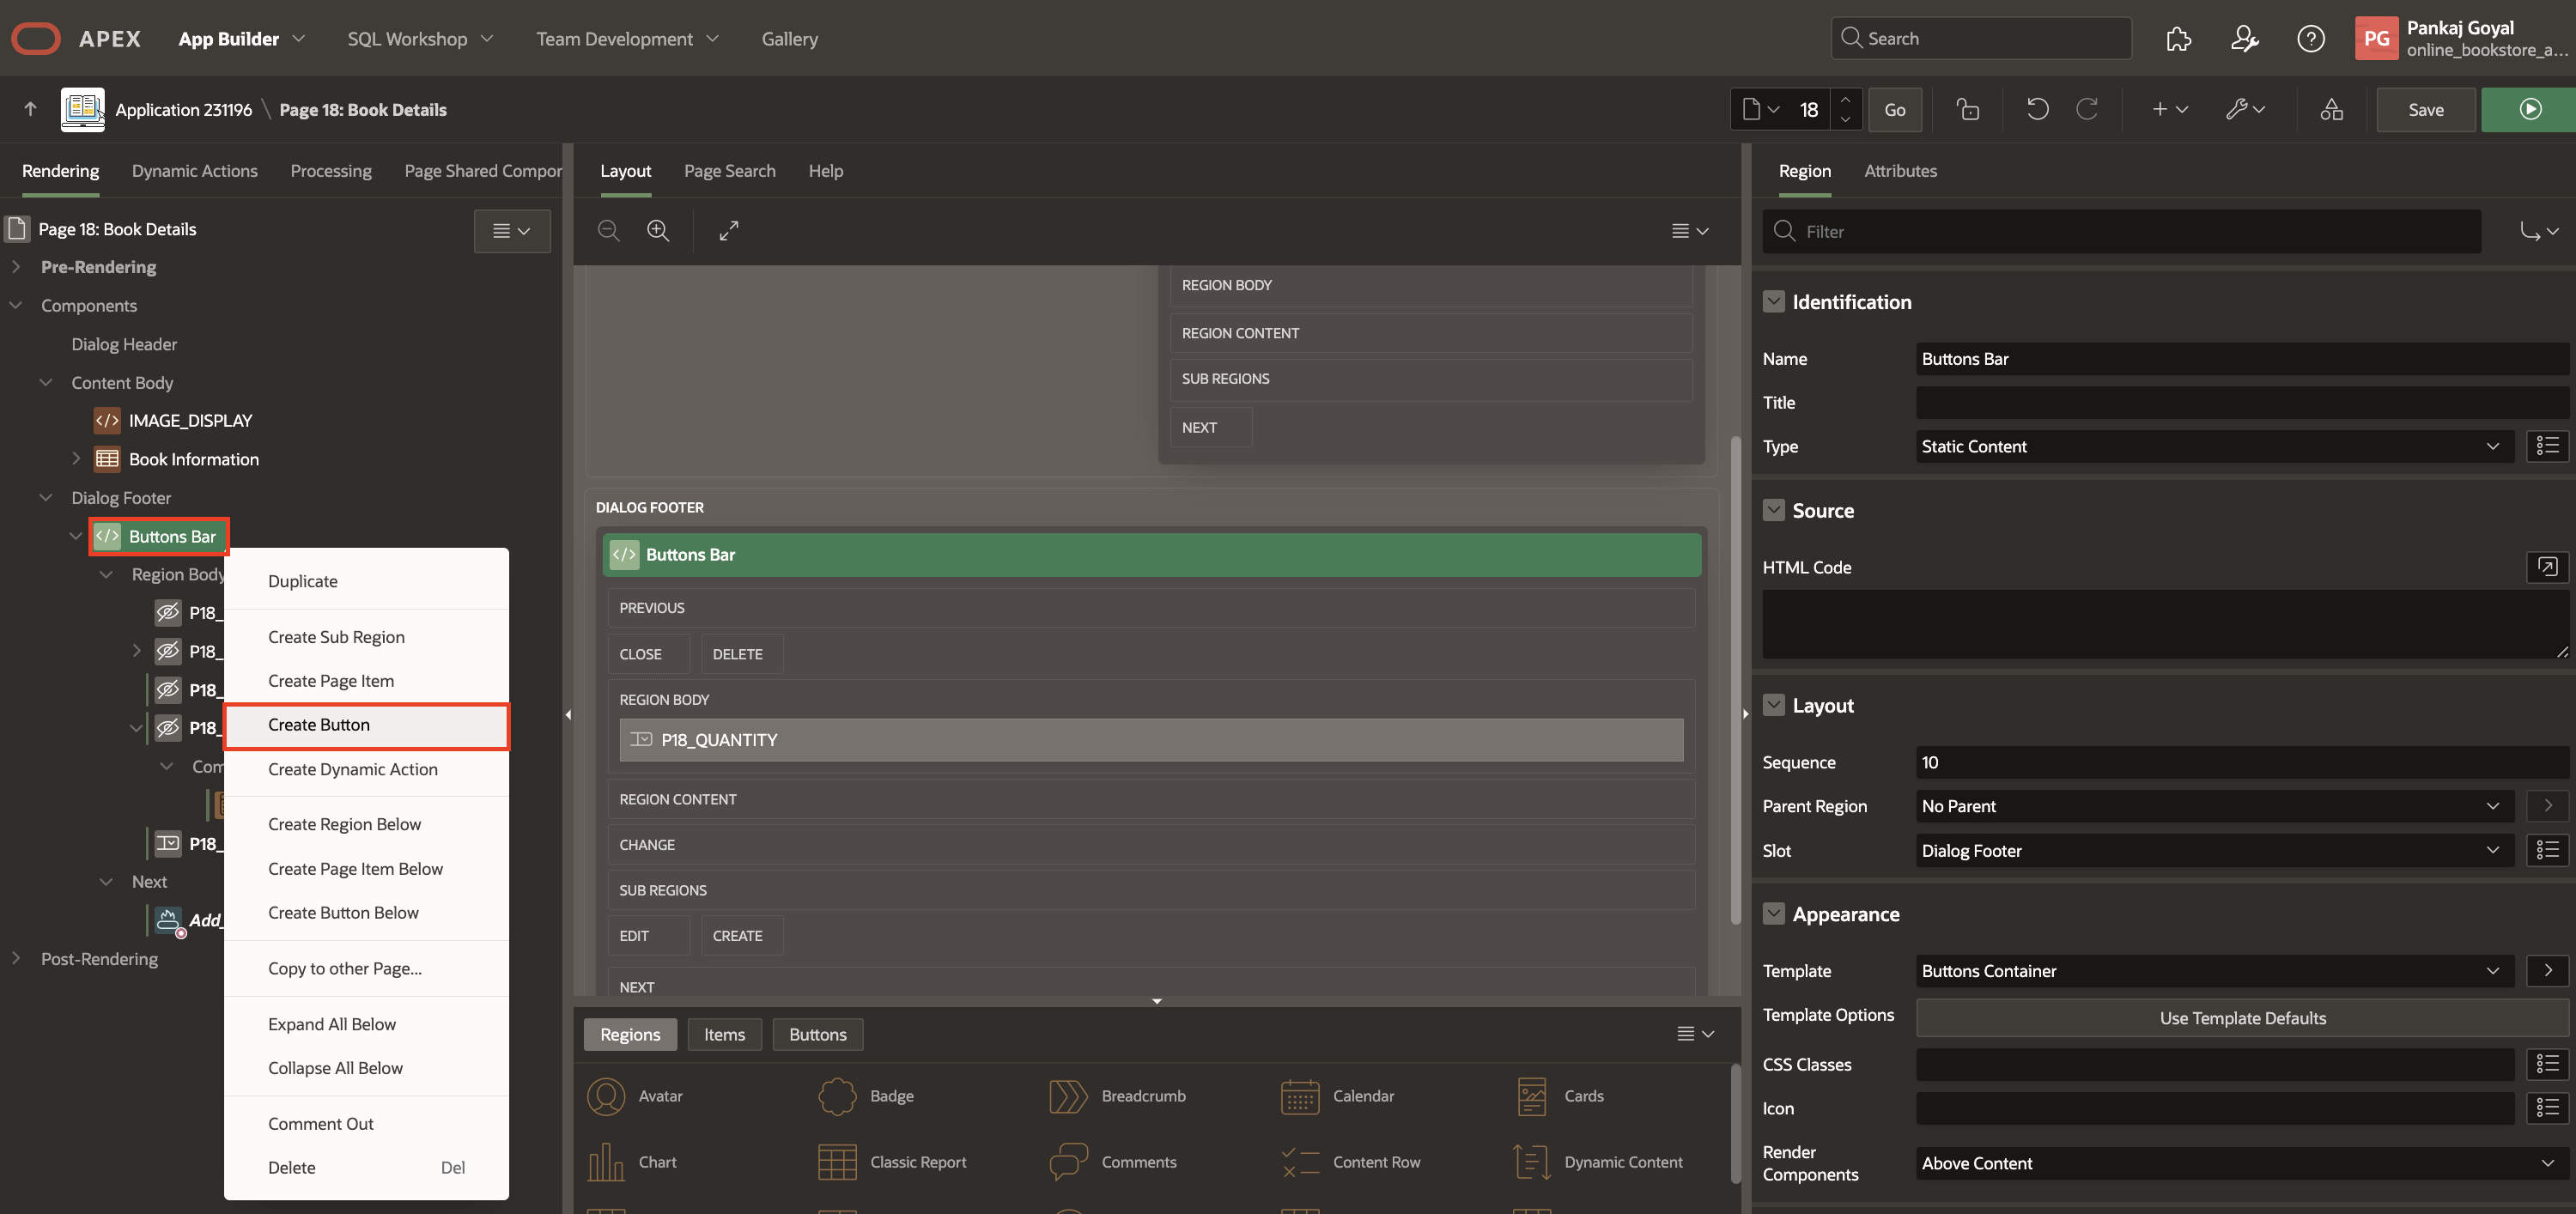 APEX App Builder SQL Workshop Team Development Gallery Search PG Pankaj Goyal
online_bookstore_a...
Application 231196 \ Page 18: Book Details 18 Go Save
Rendering Dynamic Actions Processing Page Shared Compor
Page 18: Book Details
Pre-Rendering
Components
Dialog Header
Content Body
IMAGE_DISPLAY
Book Information
Dialog Footer
Buttons Bar
Region Body
P18_
P18_
P18_
P18_
Com
P18_
Next
Add_
Post-Rendering
Duplicate
Create Sub Region
Create Page Item
Create Button
Create Dynamic Action
Create Region Below
Create Page Item Below
Create Button Below
Copy to other Page...
Expand All Below
Collapse All Below
Comment Out
Delete Del
Layout Page Search Help
REGION BODY
REGION CONTENT
SUB REGIONS
NEXT
DIALOG FOOTER
Buttons Bar
PREVIOUS
CLOSE DELETE
REGION BODY
P18_QUANTITY
REGION CONTENT
CHANGE
SUB REGIONS
EDIT CREATE
NEXT
Regions Items Buttons
Avatar Badge Breadcrumb Calendar Cards
Chart Classic Report Comments Content Row Dynamic Content
Region Attributes
Filter
Identification
Name Buttons Bar
Title
Type Static Content
Source
HTML Code
Layout
Sequence 10
Parent Region No Parent
Slot Dialog Footer
Appearance
Template Buttons Container
Template Options Use Template Defaults
CSS Classes
Icon
Render
Components Above Content